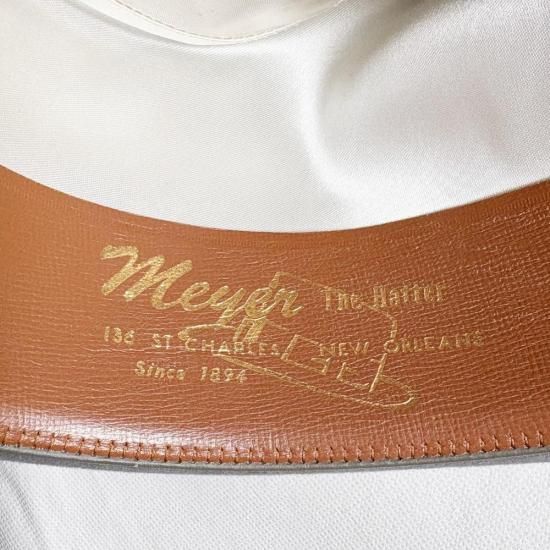 Meyer The Hatter
136 ST CHARLES NEW ORLEANS
Since 1894